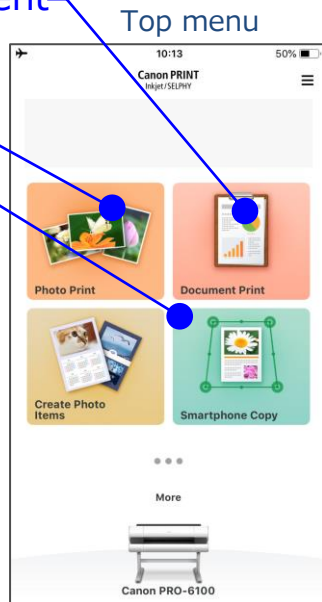 ent
Top menu
10:13
50%
Canon PRINT
Inkjet/SELPHY
Photo Print
Document Print
Create Photo
Items
Smartphone Copy
More
Canon PRO-6100